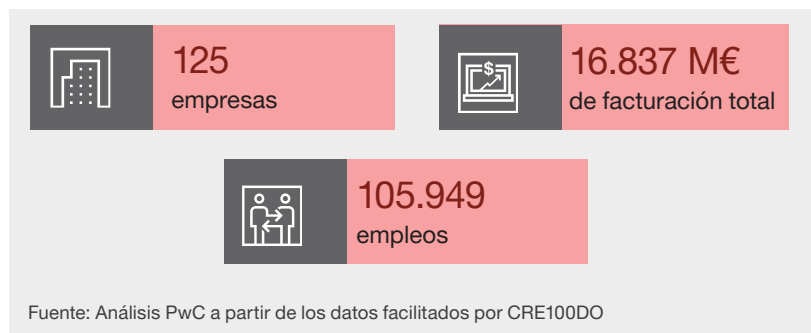 125
empresas
16.837 M€
de facturación total
$
105.949
empleos
Fuente: Análisis PwC a partir de los datos facilitados por CRE100DO